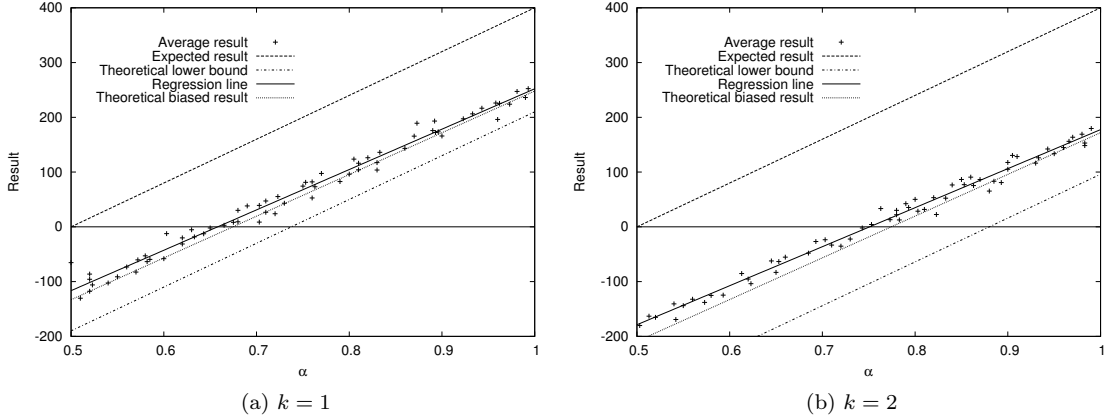 400
300
200
100
0
-100
-200
Result
Average result
Expected result
Theoretical lower bound
Regression line
Theoretical biased result
0.5
0.6
0.7
0.8
0.9
1
α
(a) k = 1
400
300
200
100
0
-100
-200
Result
Average result
Expected result
Theoretical lower bound
Regression line
Theoretical biased result
0.5
0.6
0.7
0.8
0.9
1
α
(b) k = 2